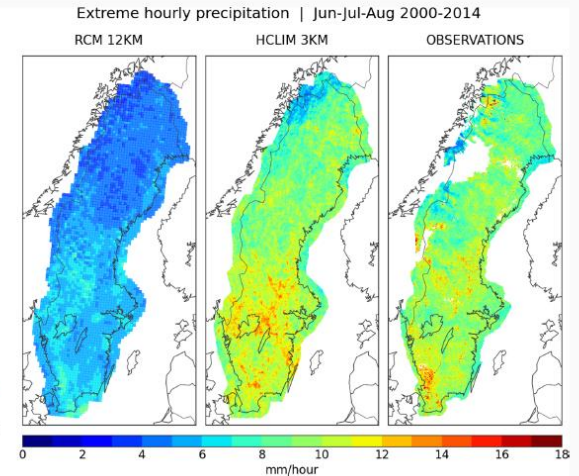 Extreme hourly precipitation | Jun-Jul-Aug 2000-2014
RCM 12KM
HCLIM 3KM
OBSERVATIONS
0 2 4 6 8 10 12 14 16 18
mm/hour